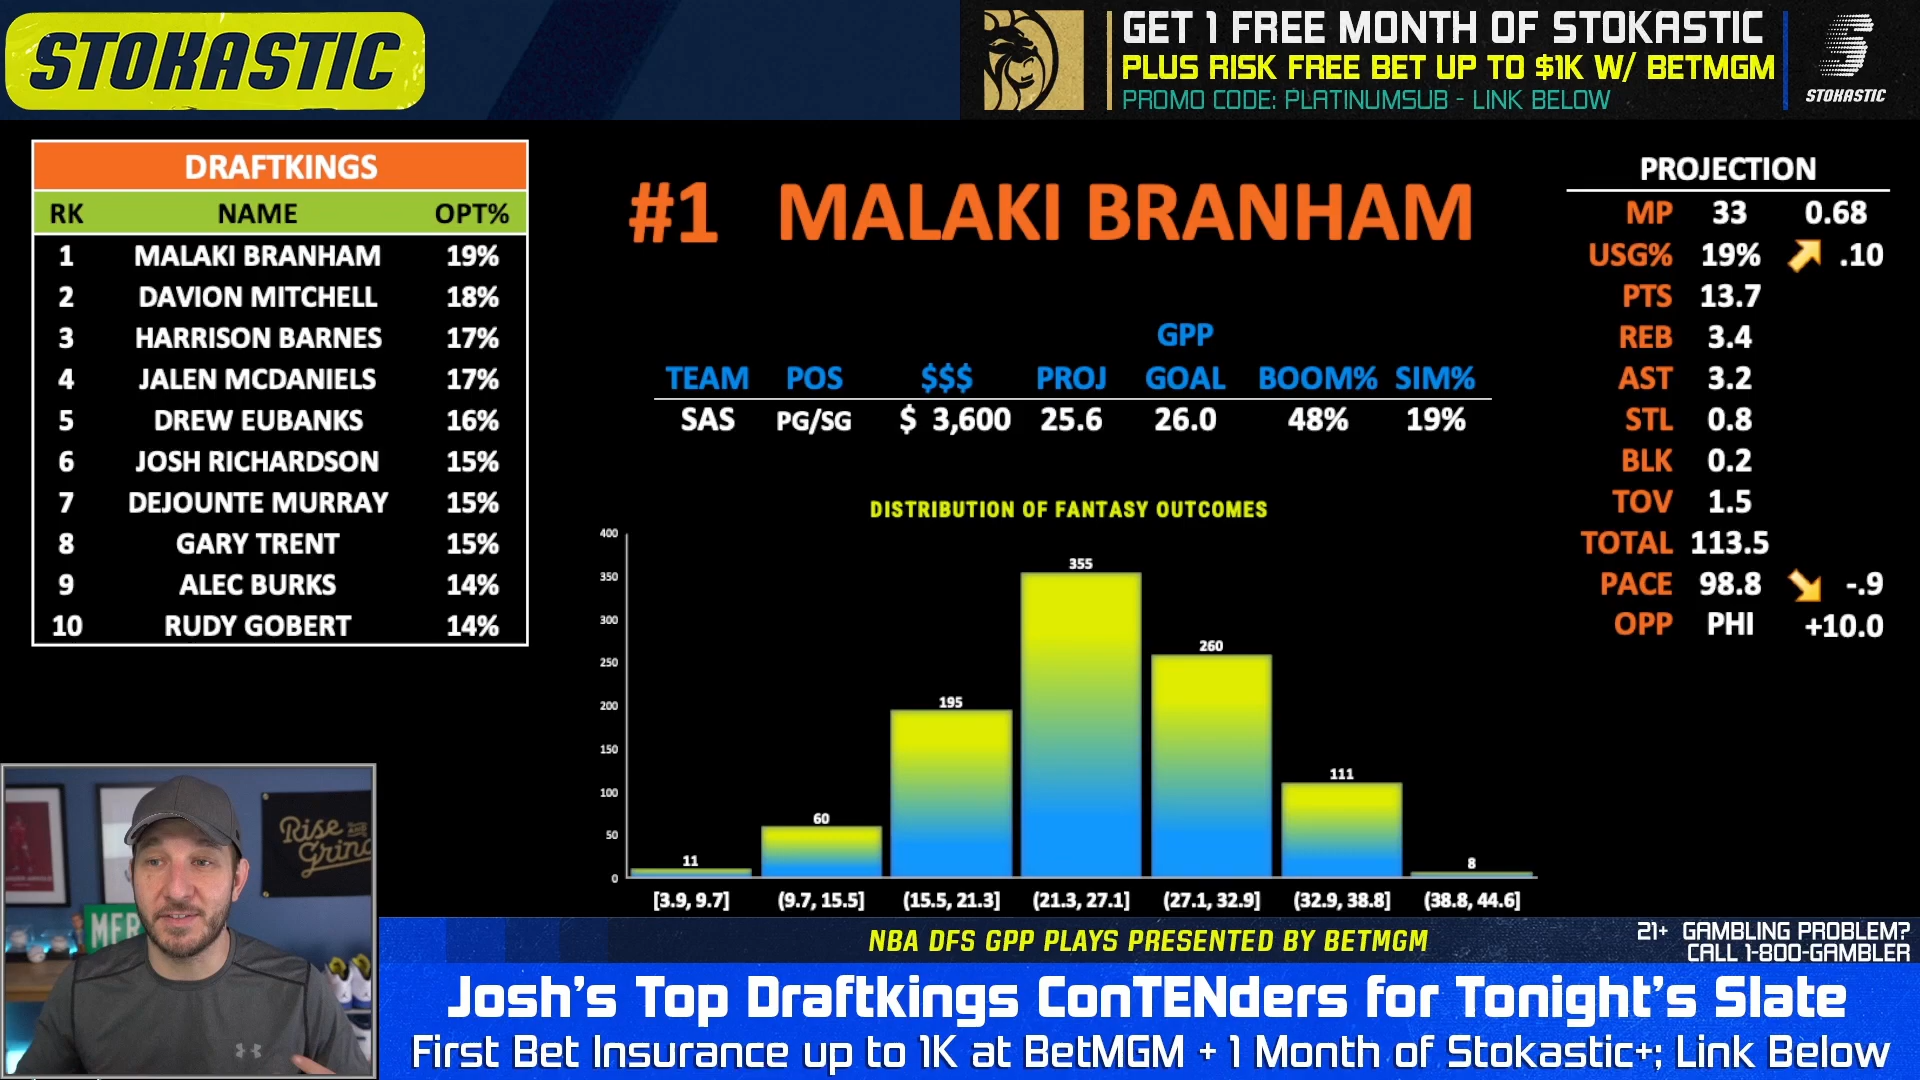 STOKASTIC
GET 1 FREE MONTH OF STOKASTIC
PLUS RISK FREE BET UP TO $1K W/ BETMGM
PROMO CODE: PLATINUMSUB - LINK BELOW
STOKASTIC
DRAFTKINGS
RK NAME OPT%
1 MALAKI BRANHAM 19%
2 DAVION MITCHELL 18%
3 HARRISON BARNES 17%
4 JALEN MCDANIELS 17%
5 DREW EUBANKS 16%
6 JOSH RICHARDSON 15%
7 DEJOUNTE MURRAY 15%
8 GARY TRENT 15%
9 ALEC BURKS 14%
10 RUDY GOBERT 14%
#1 MALAKI BRANHAM
GPP
TEAM POS $$$ PROJ GOAL BOOM% SIM%
SAS PG/SG $ 3,600 25.6 26.0 48% 19%
DISTRIBUTION OF FANTASY OUTCOMES
400
350
300
250
200
150
100
50
0
11
60
195
355
260
111
8
[3.9, 9.7] (9.7, 15.5] (15.5, 21.3] (21.3, 27.1] (27.1, 32.9] (32.9, 38.8] (38.8, 44.6]
PROJECTION
MP 33 0.68
USG% 19% .10
PTS 13.7
REB 3.4
AST 3.2
STL 0.8
BLK 0.2
TOV 1.5
TOTAL 113.5
PACE 98.8 -.9
OPP PHI +10.0
Rise
AND
Grind
MER
NBA DFS GPP PLAYS PRESENTED BY BETMGM
21+ GAMBLING PROBLEM?
CALL 1-800-GAMBLER
Josh's Top Draftkings ConTENders for Tonight's Slate
First Bet Insurance up to 1K at BetMGM + 1 Month of Stokastic+; Link Below